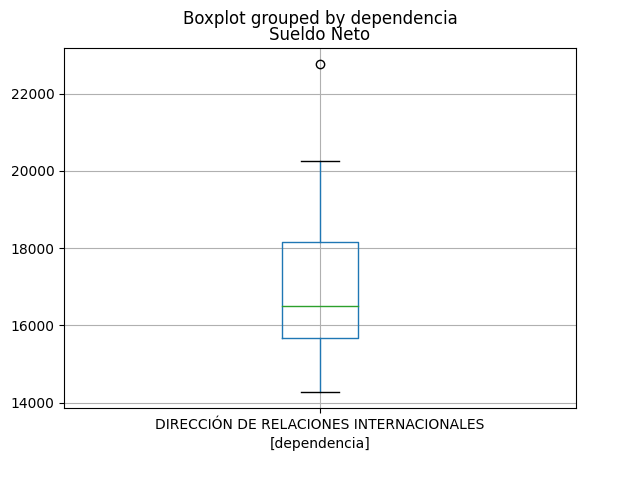 Boxplot grouped by dependencia
Sueldo Neto
22000
20000
18000
16000
14000
DIRECCIÓN DE RELACIONES INTERNACIONALES
[dependencia]